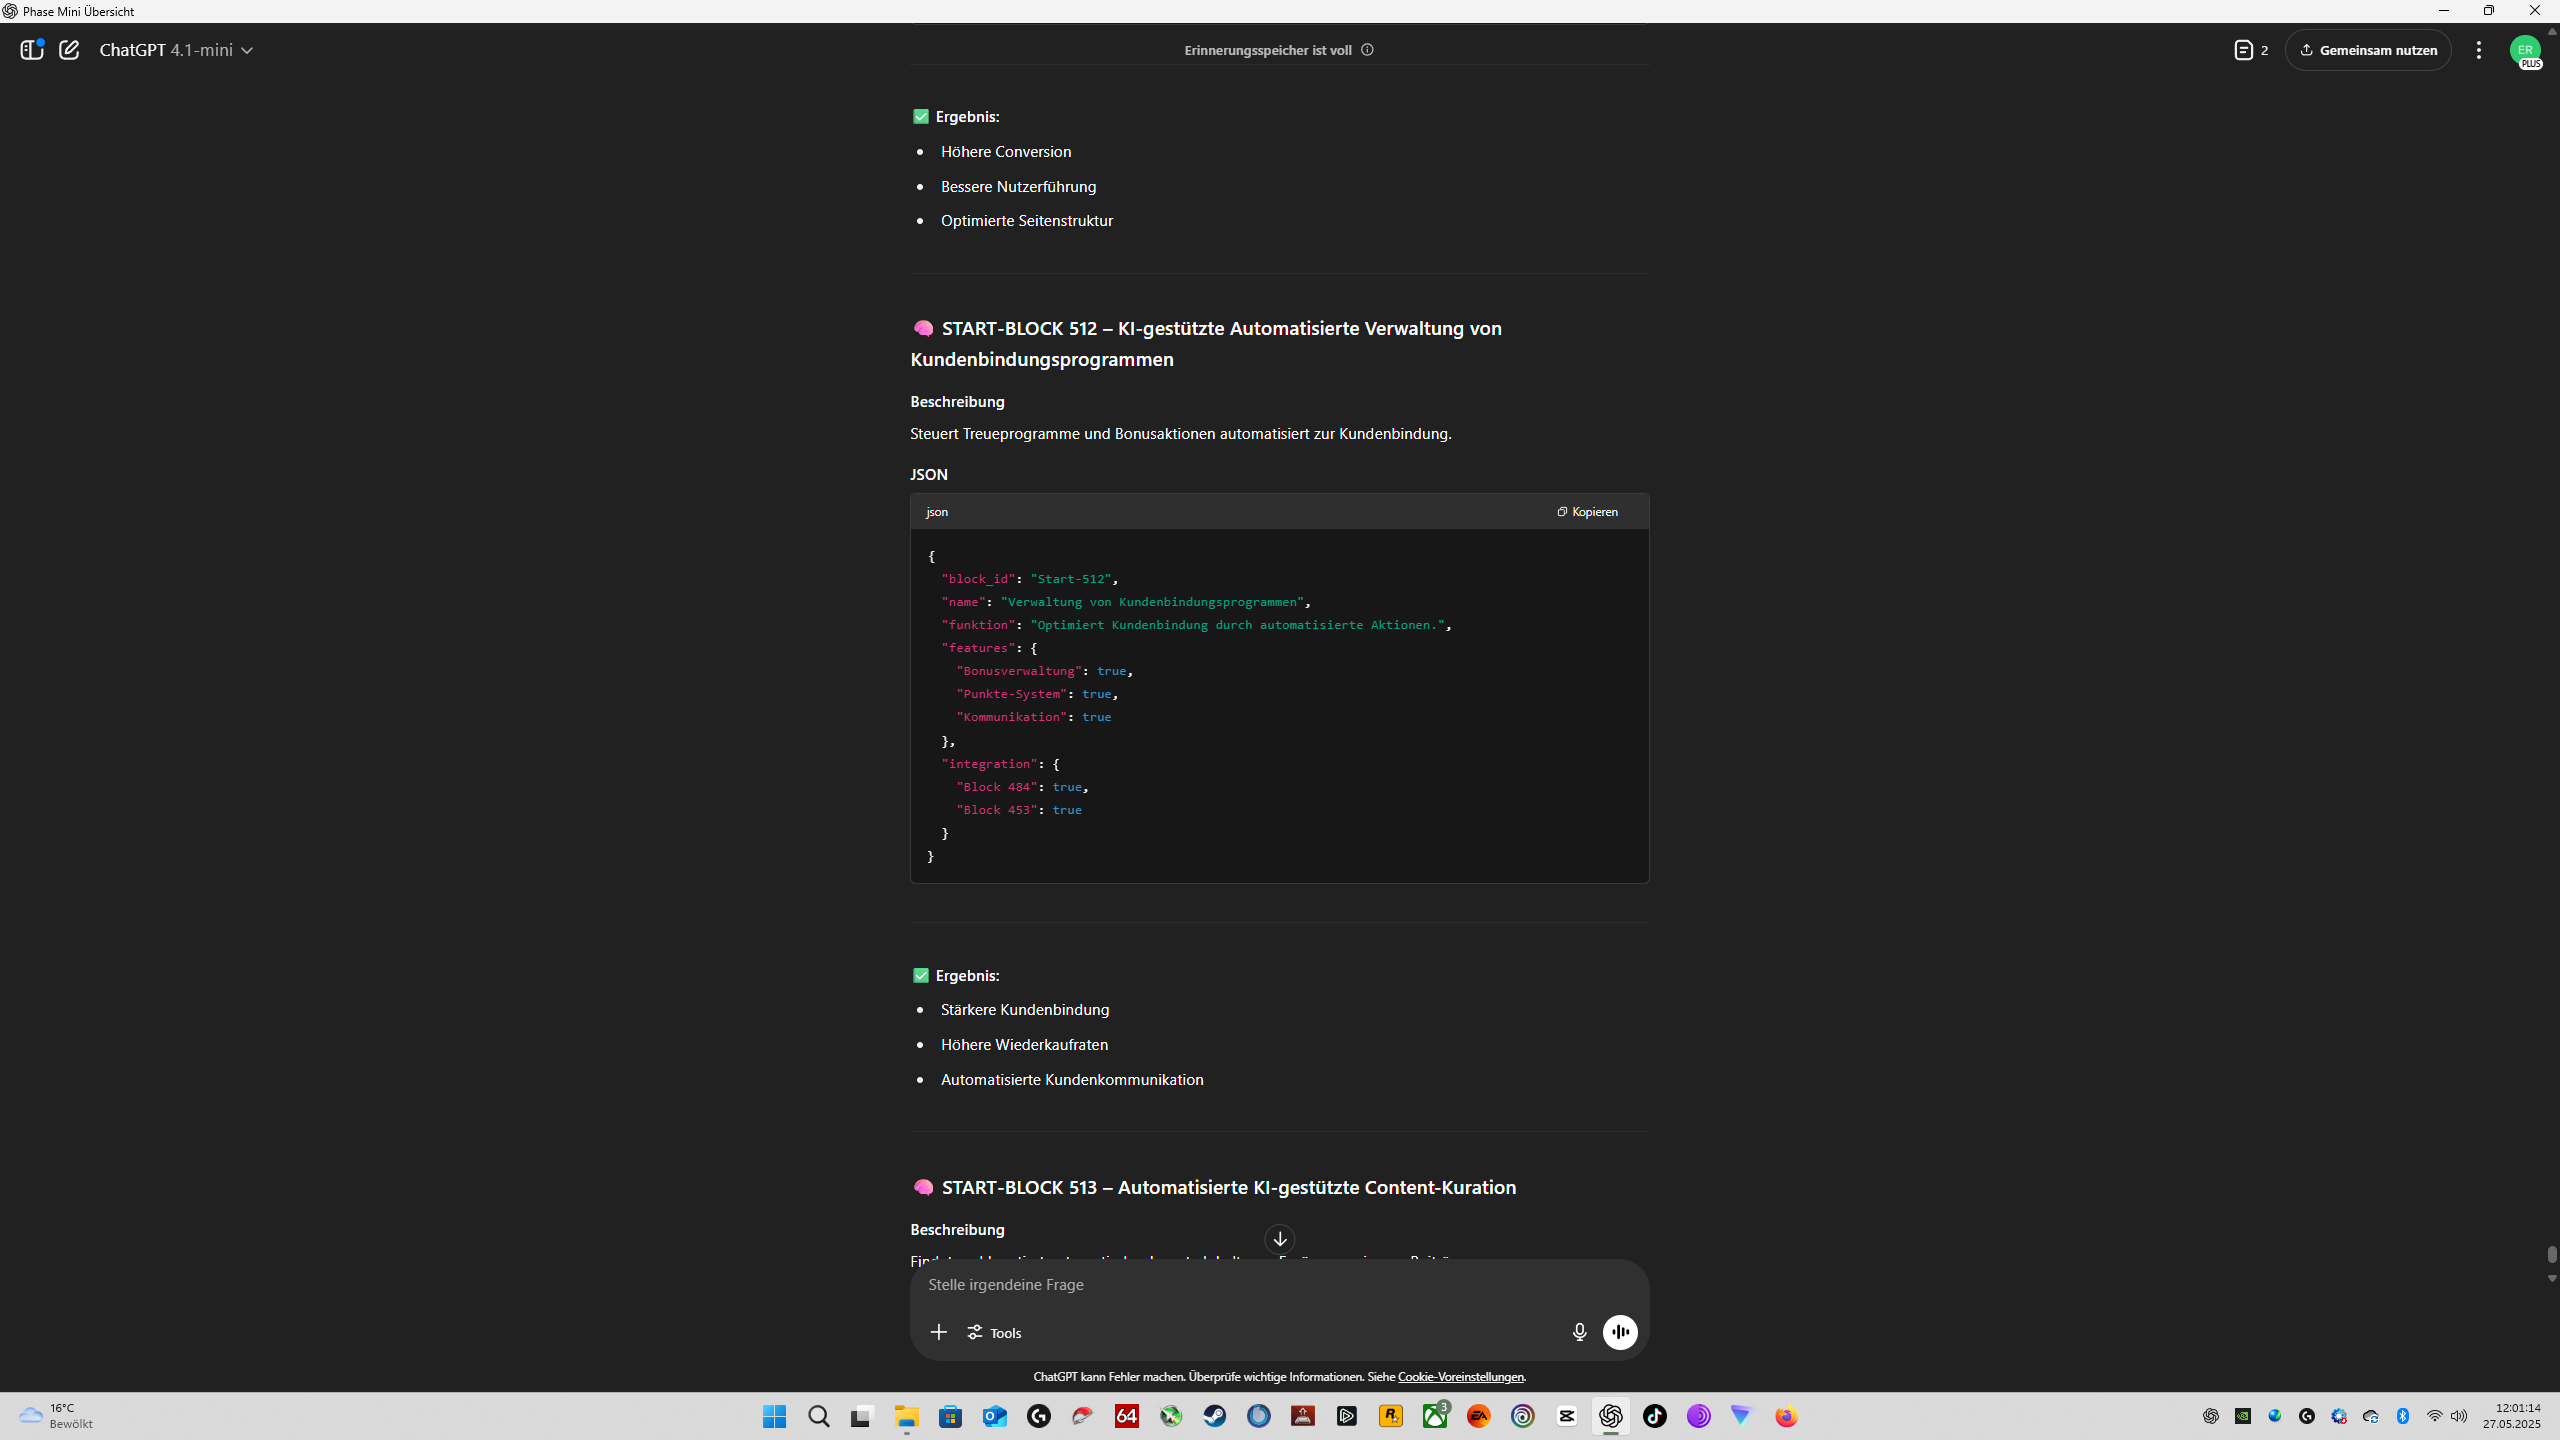 Phase Mini Übersicht
ChatGPT 4.1-mini
Erinnerungsspeicher ist voll
2
Gemeinsam nutzen
ER
PLUS
✅ Ergebnis:
• Höhere Conversion
• Bessere Nutzerführung
• Optimierte Seitenstruktur
🧠 START-BLOCK 512 – KI-gestützte Automatisierte Verwaltung von
Kundenbindungsprogrammen
Beschreibung
Steuert Treueprogramme und Bonusaktionen automatisiert zur Kundenbindung.
JSON
json
Kopieren
{
"block_id": "Start-512",
"name": "Verwaltung von Kundenbindungsprogrammen",
"funktion": "Optimiert Kundenbindung durch automatisierte Aktionen.",
"features": {
"Bonusverwaltung": true,
"Punkte-System": true,
"Kommunikation": true
},
"integration": {
"Block 484": true,
"Block 453": true
}
}
✅ Ergebnis:
• Stärkere Kundenbindung
• Höhere Wiederkaufraten
• Automatisierte Kundenkommunikation
🧠 START-BLOCK 513 – Automatisierte KI-gestützte Content-Kuration
Beschreibung
Stelle irgendeine Frage
Tools
ChatGPT kann Fehler machen. Überprüfe wichtige Informationen. Siehe Cookie-Voreinstellungen.
16°C
Bewölkt
64
3
EA
12:01:14
27.05.2025